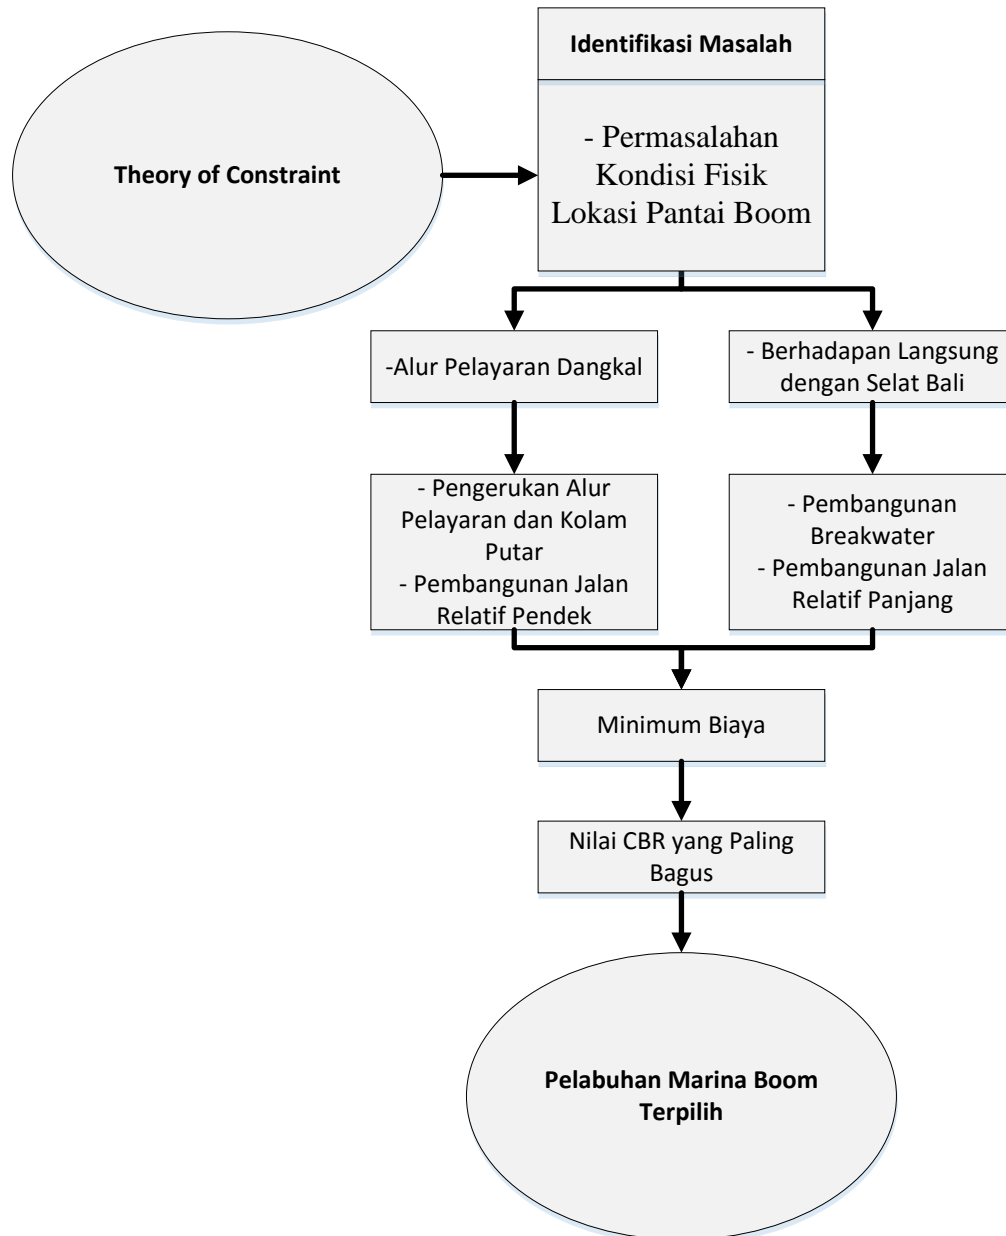 Identifikasi Masalah
Theory of Constraint
- Permasalahan
Kondisi Fisik
Lokasi Pantai Boom
-Alur Pelayaran Dangkal
- Berhadapan Langsung
dengan Selat Bali
- Pengerukan Alur
Pelayaran dan Kolam
Putar
- Pembangunan Jalan
Relatif Pendek
- Pembangunan
Breakwater
- Pembangunan Jalan
Relatif Panjang
Minimum Biaya
Nilai CBR yang Paling
Bagus
Pelabuhan Marina Boom
Terpilih